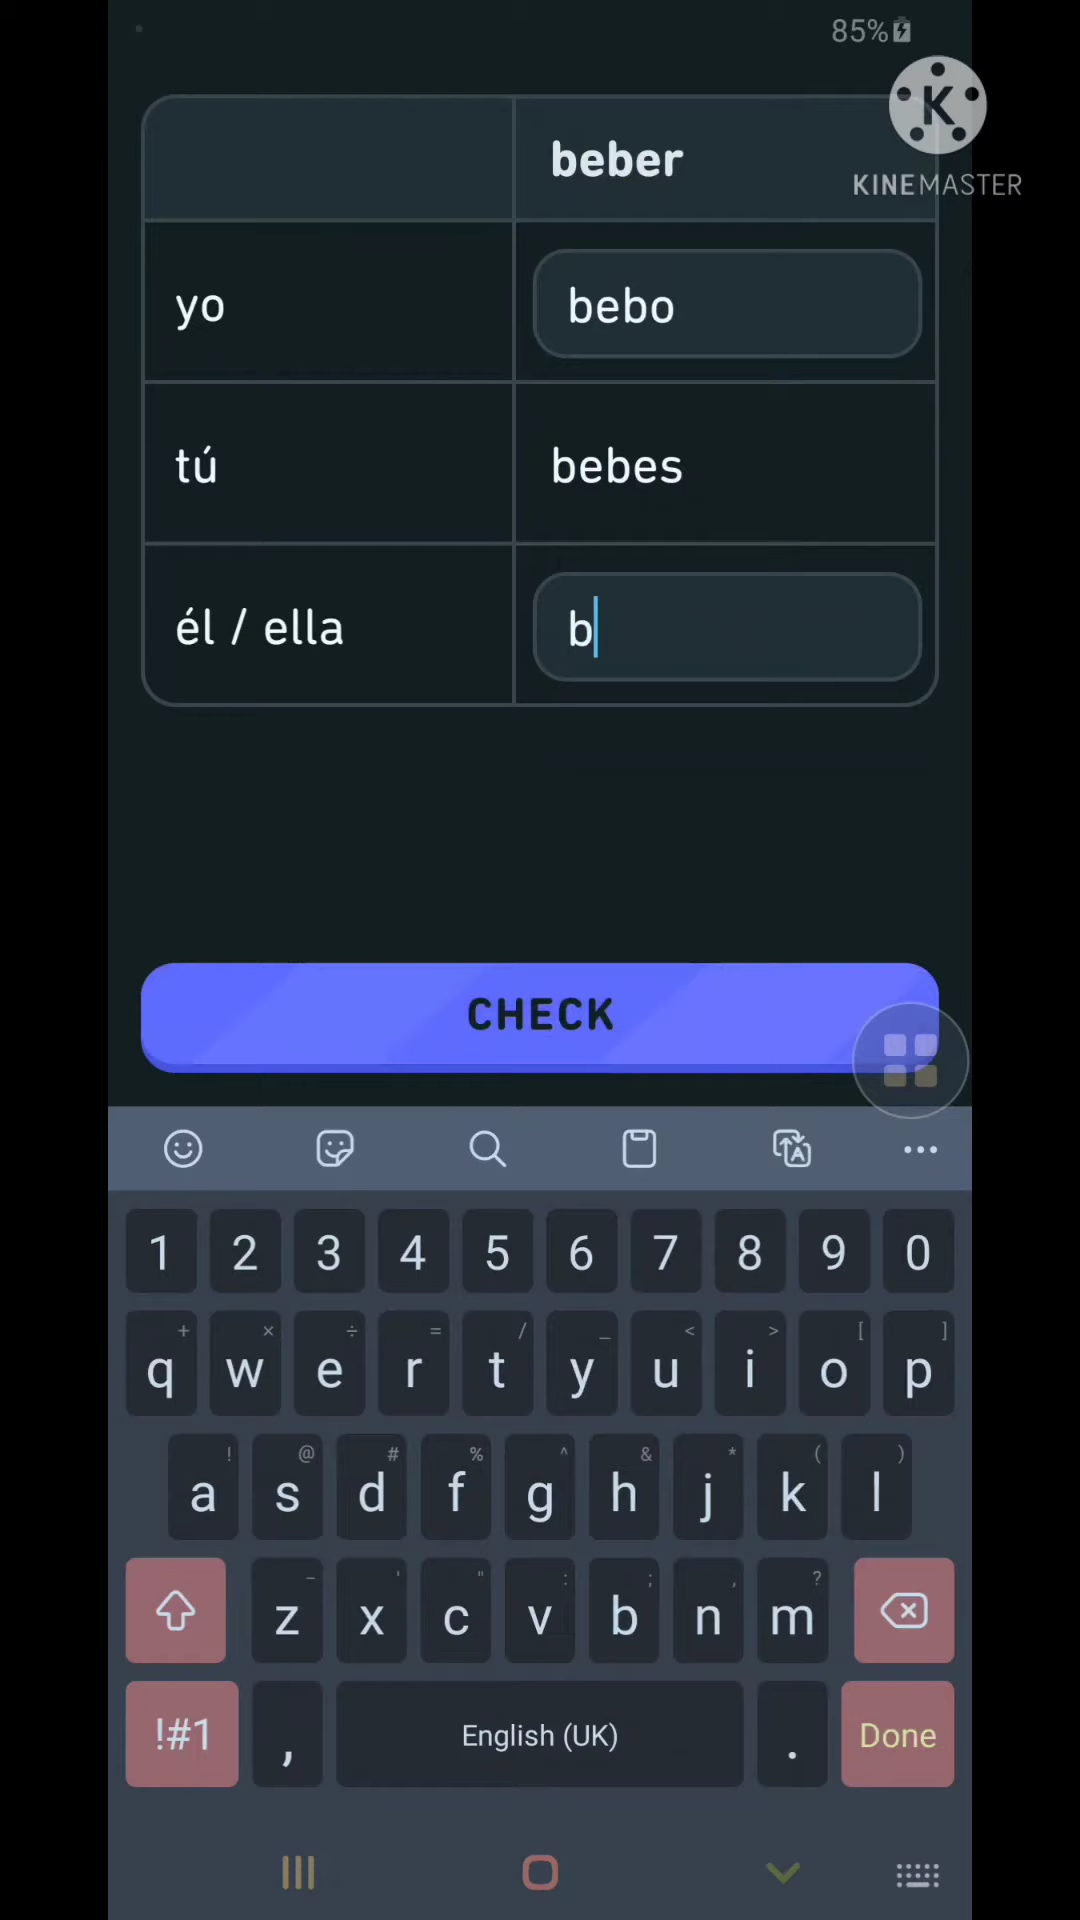 85%
K
KINEMASTER
beber
yo bebo
tú bebes
él / ella b
CHECK
1 2 3 4 5 6 7 8 9 0
+ × ÷ = / _ < > [ ]
q w e r t y u i o p
! @ # % ^ & * ( )
a s d f g h j k l
- ' " : ; , ?
z x c v b n m
!#1 , English (UK) . Done